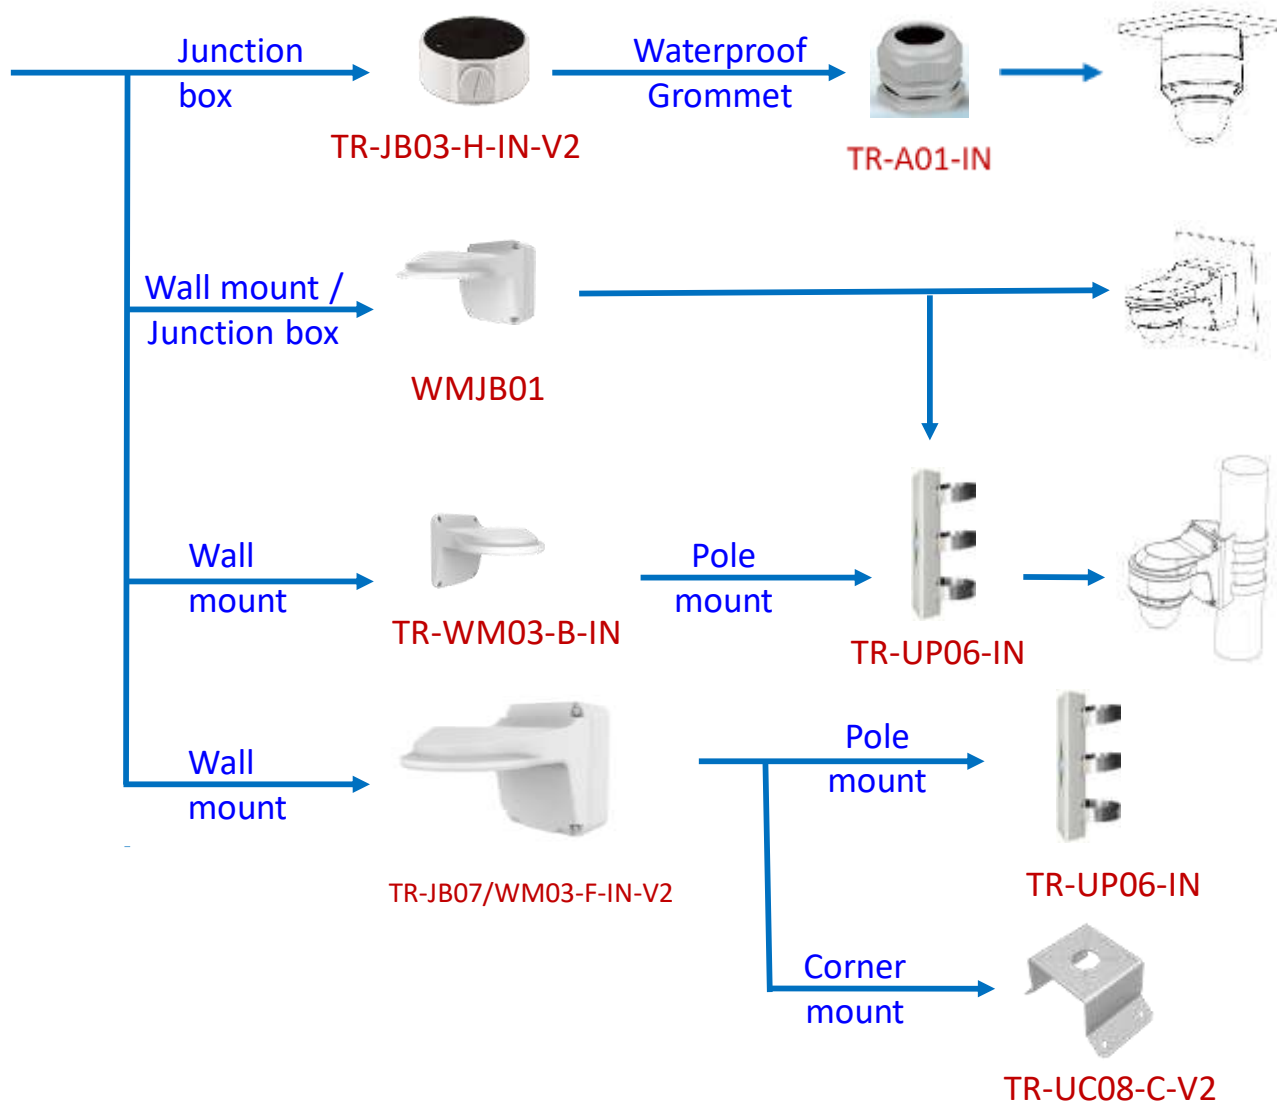 Junction
box
Waterproof
Grommet
TR-JB03-H-IN-V2
TR-A01-IN
Wall mount /
Junction box
WMJB01
Wall
mount
Pole
mount
TR-WM03-B-IN
TR-UP06-IN
Wall
mount
Pole
mount
TR-JB07/WM03-F-IN-V2
TR-UP06-IN
Corner
mount
TR-UC08-C-V2